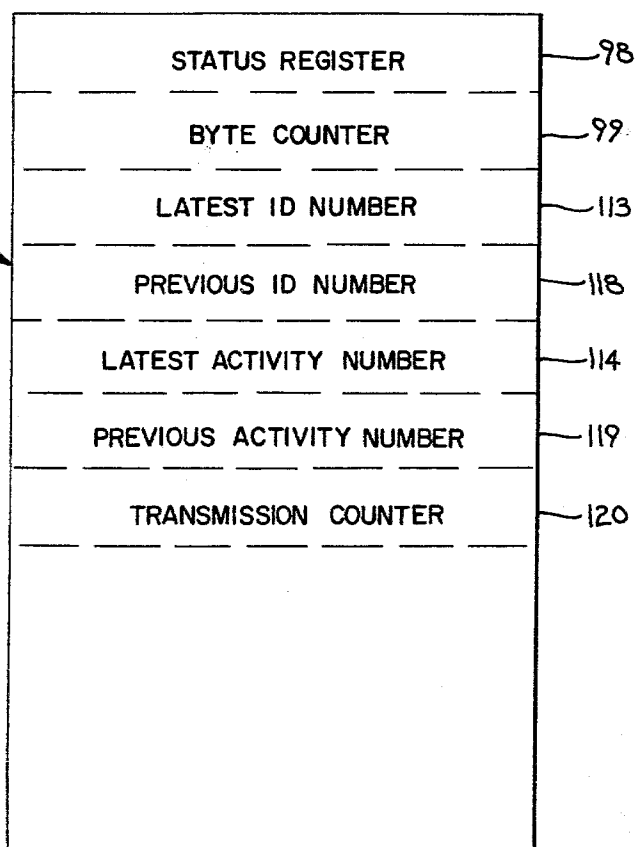 STATUS REGISTER 98
BYTE COUNTER 99
LATEST ID NUMBER 113
PREVIOUS ID NUMBER 118
LATEST ACTIVITY NUMBER 114
PREVIOUS ACTIVITY NUMBER 119
TRANSMISSION COUNTER 120